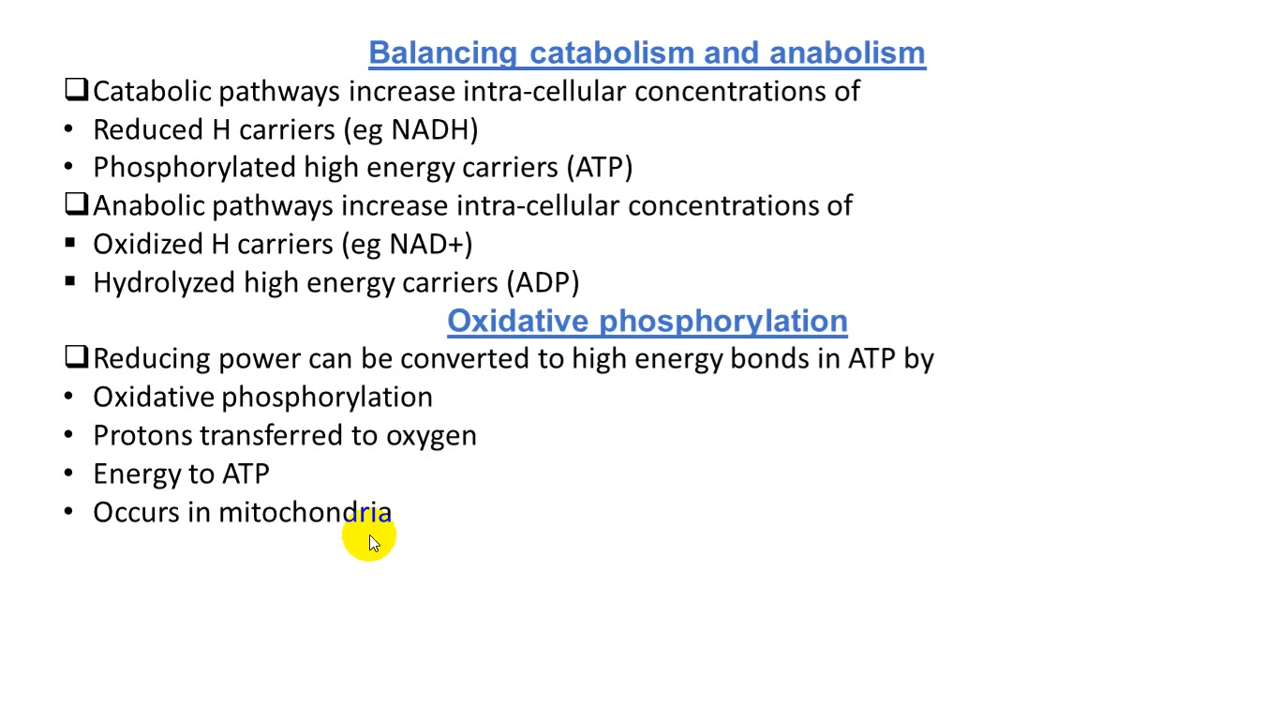 Balancing catabolism and anabolism
❑Catabolic pathways increase intra-cellular concentrations of
• Reduced H carriers (eg NADH)
• Phosphorylated high energy carriers (ATP)
❑Anabolic pathways increase intra-cellular concentrations of
▪ Oxidized H carriers (eg NAD+)
▪ Hydrolyzed high energy carriers (ADP)
Oxidative phosphorylation
❑Reducing power can be converted to high energy bonds in ATP by
• Oxidative phosphorylation
• Protons transferred to oxygen
• Energy to ATP
• Occurs in mitochondria